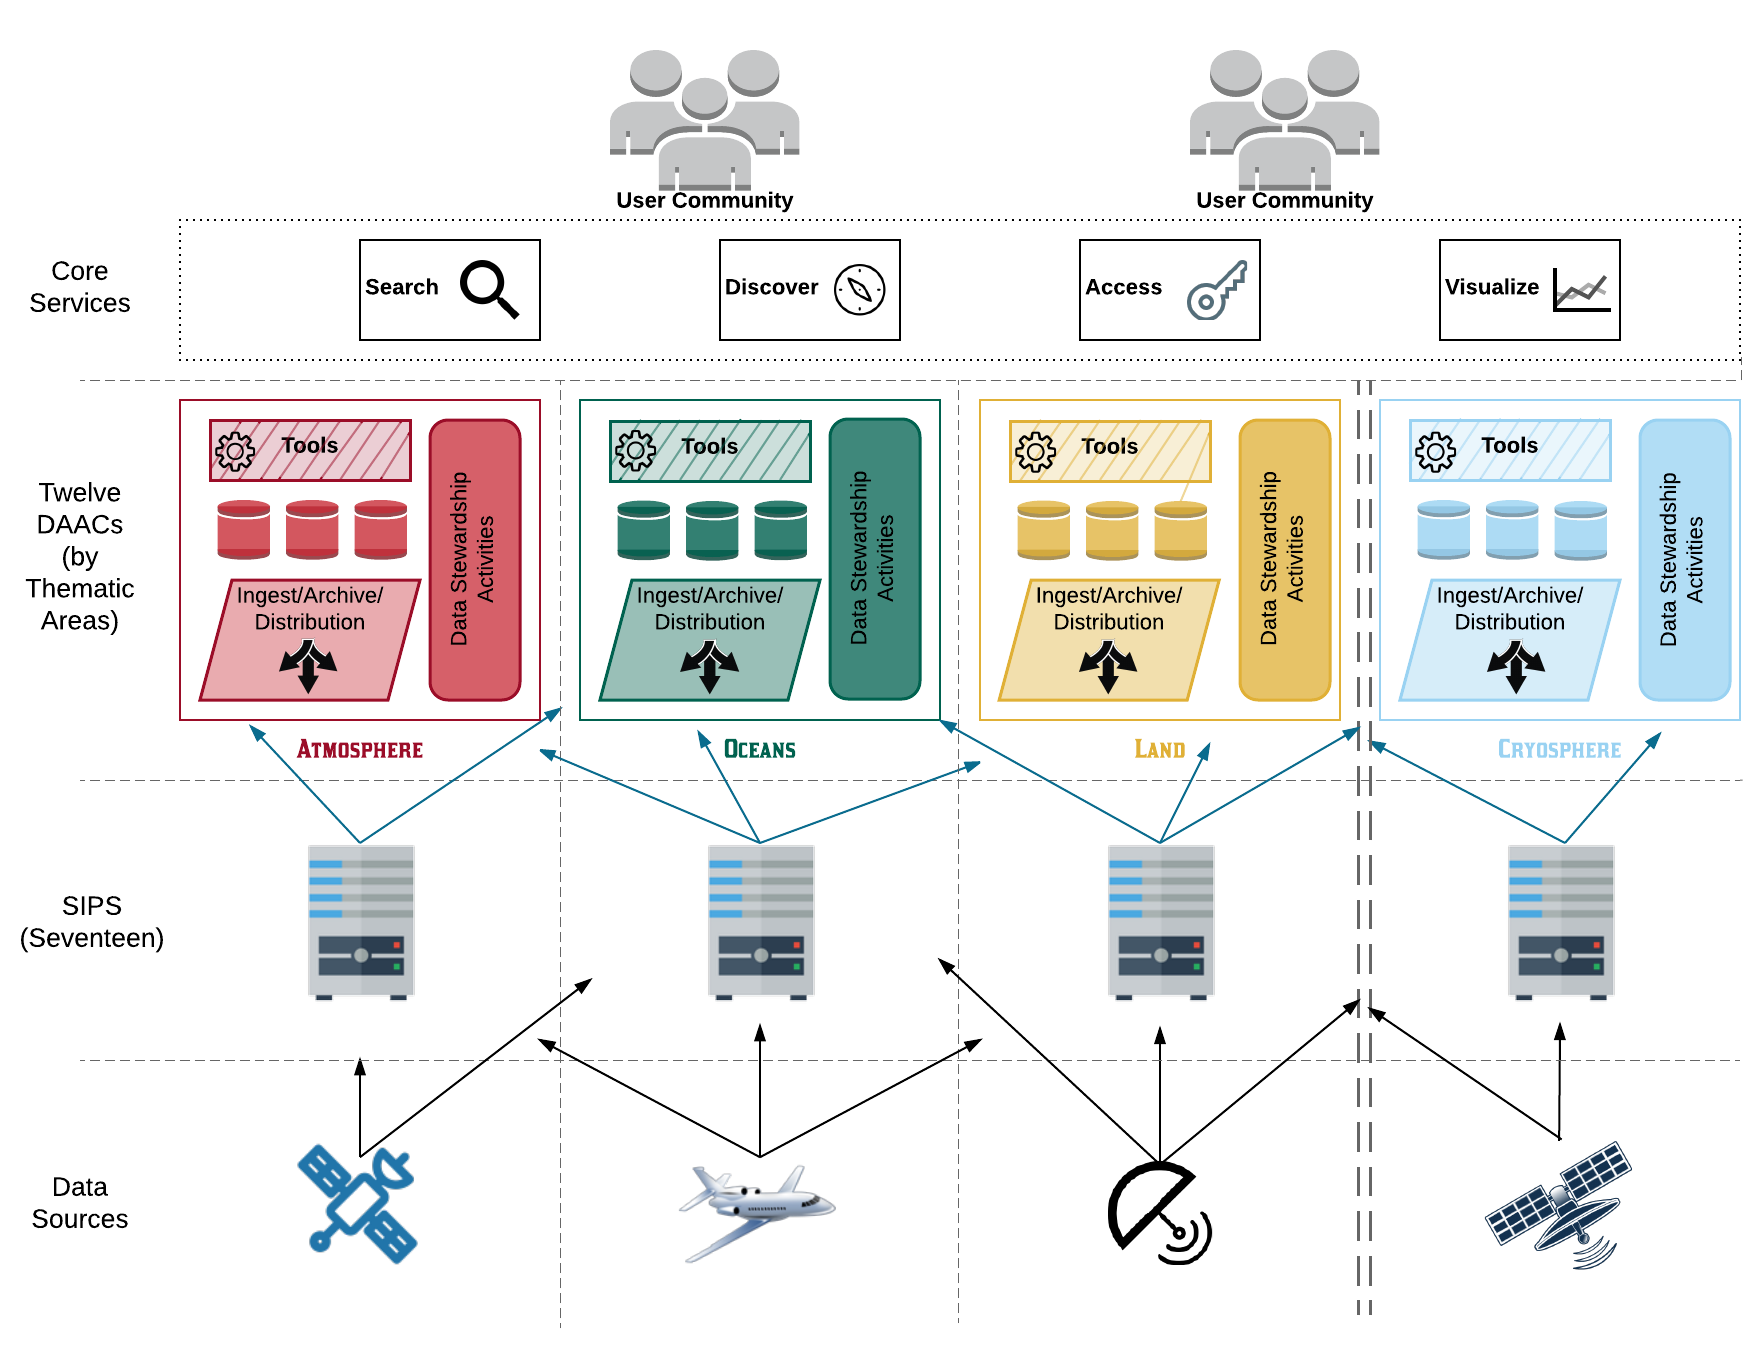 User Community
User Community
Core
Services
Search
Discover
Access
Visualize
Twelve
DAACs
(by
Thematic
Areas)
Tools
Data Stewardship
Activities
Ingest/Archive/
Distribution
ATMOSPHERE
Tools
Data Stewardship
Activities
Ingest/Archive/
Distribution
OCEANS
Tools
Data Stewardship
Activities
Ingest/Archive/
Distribution
LAND
Tools
Data Stewardship
Activities
Ingest/Archive/
Distribution
CRYOSPHERE
SIPS
(Seventeen)
Data
Sources